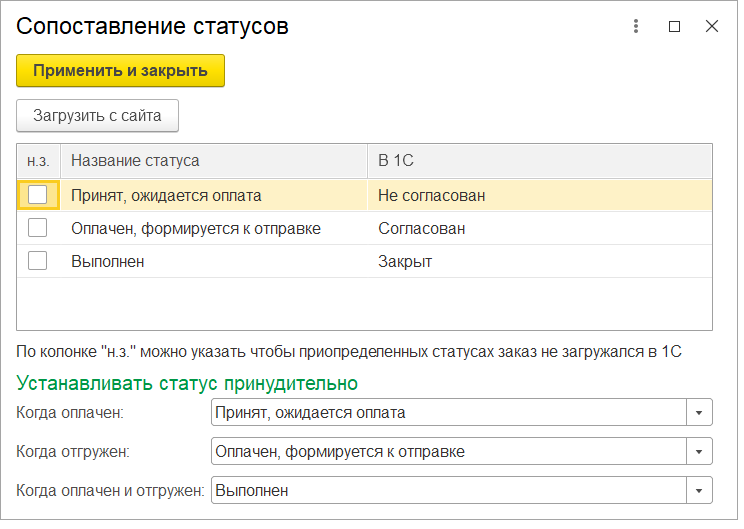 Сопоставление статусов
Применить и закрыть
Загрузить с сайта
н.з. Название статуса В 1С
Принят, ожидается оплата Не согласован
Оплачен, формируется к отправке Согласован
Выполнен Закрыт
По колонке "н.з." можно указать чтобы приопределенных статусах заказ не загружался в 1С
Устанавливать статус принудительно
Когда оплачен: Принят, ожидается оплата
Когда отгружен: Оплачен, формируется к отправке
Когда оплачен и отгружен: Выполнен